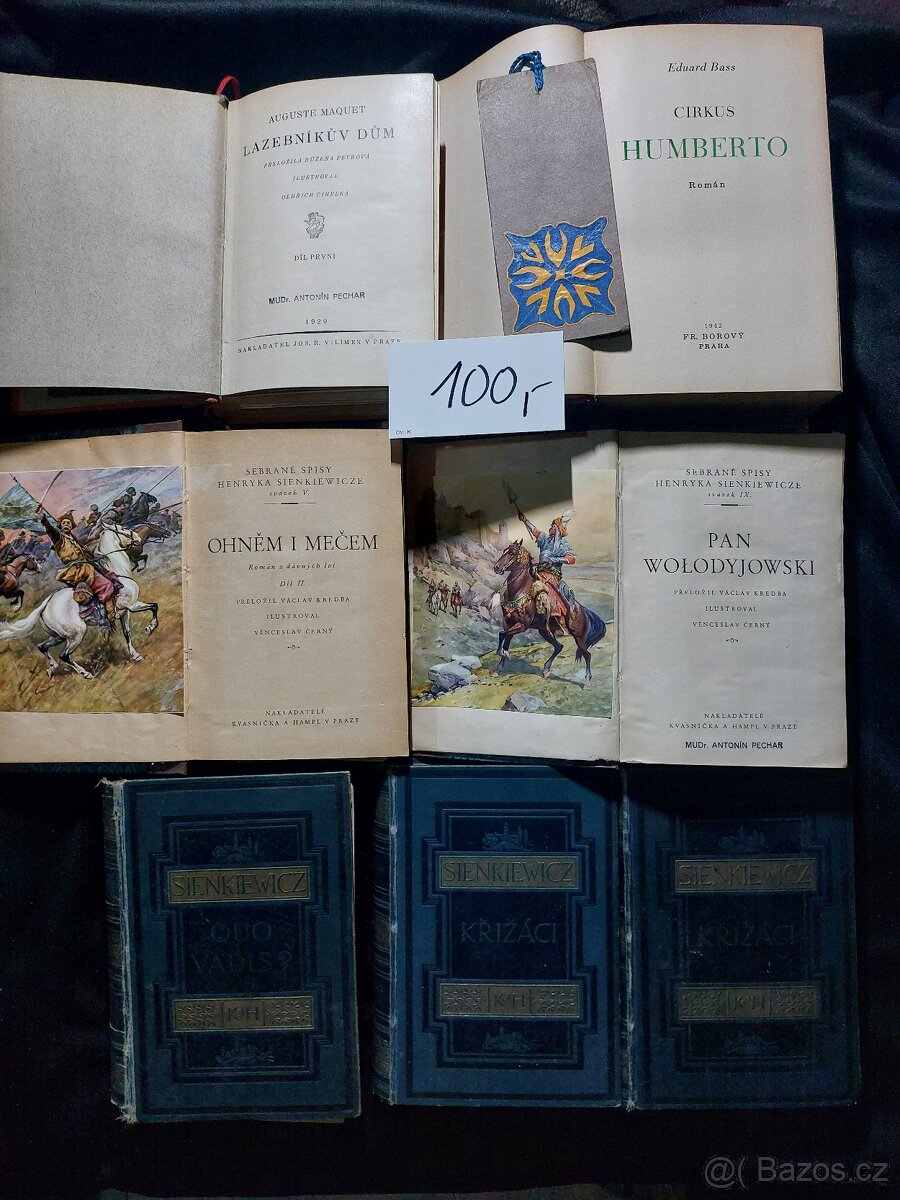 AUGUSTE MAQUET
LAZEBNÍKŮV DŮM
PŘELOŽILA RŮŽENA PETROVÁ
ILUSTROVAL
OLDŘICH CIHELKA
DÍL PRVNÍ
MUDr. ANTONÍN PECHAR
1929
NAKLADATEL JOS. R. VILÍMEK V PRAZE
Eduard Bass
CIRKUS
HUMBERTO
Román
1942
FR. BOROVÝ
PRAHA
100,-
SEBRANÉ SPISY
HENRYKA SIENKIEWICZE
svazek V.
OHNĚM I MEČEM
Román z dávných let
Díl II.
PŘELOŽIL VÁCLAV KREDBA
ILUSTROVAL
VĚNCESLAV ČERNÝ
NAKLADATELÉ
KVASNIČKA A HAMPL V PRAZE
SEBRANÉ SPISY
HENRYKA SIENKIEWICZE
svazek IX.
PAN
WOŁODYJOWSKI
PŘELOŽIL VÁCLAV KREDBA
ILUSTROVAL
VĚNCESLAV ČERNÝ
NAKLADATELÉ
KVASNIČKA A HAMPL V PRAZE
MUDr. ANTONÍN PECHAR
SIENKIEWICZ
QUO
VADIS?
K H
SIENKIEWICZ
KŘIŽÁCI
K H
SIENKIEWICZ
KŘIŽÁCI
K H
@( Bazoš.cz